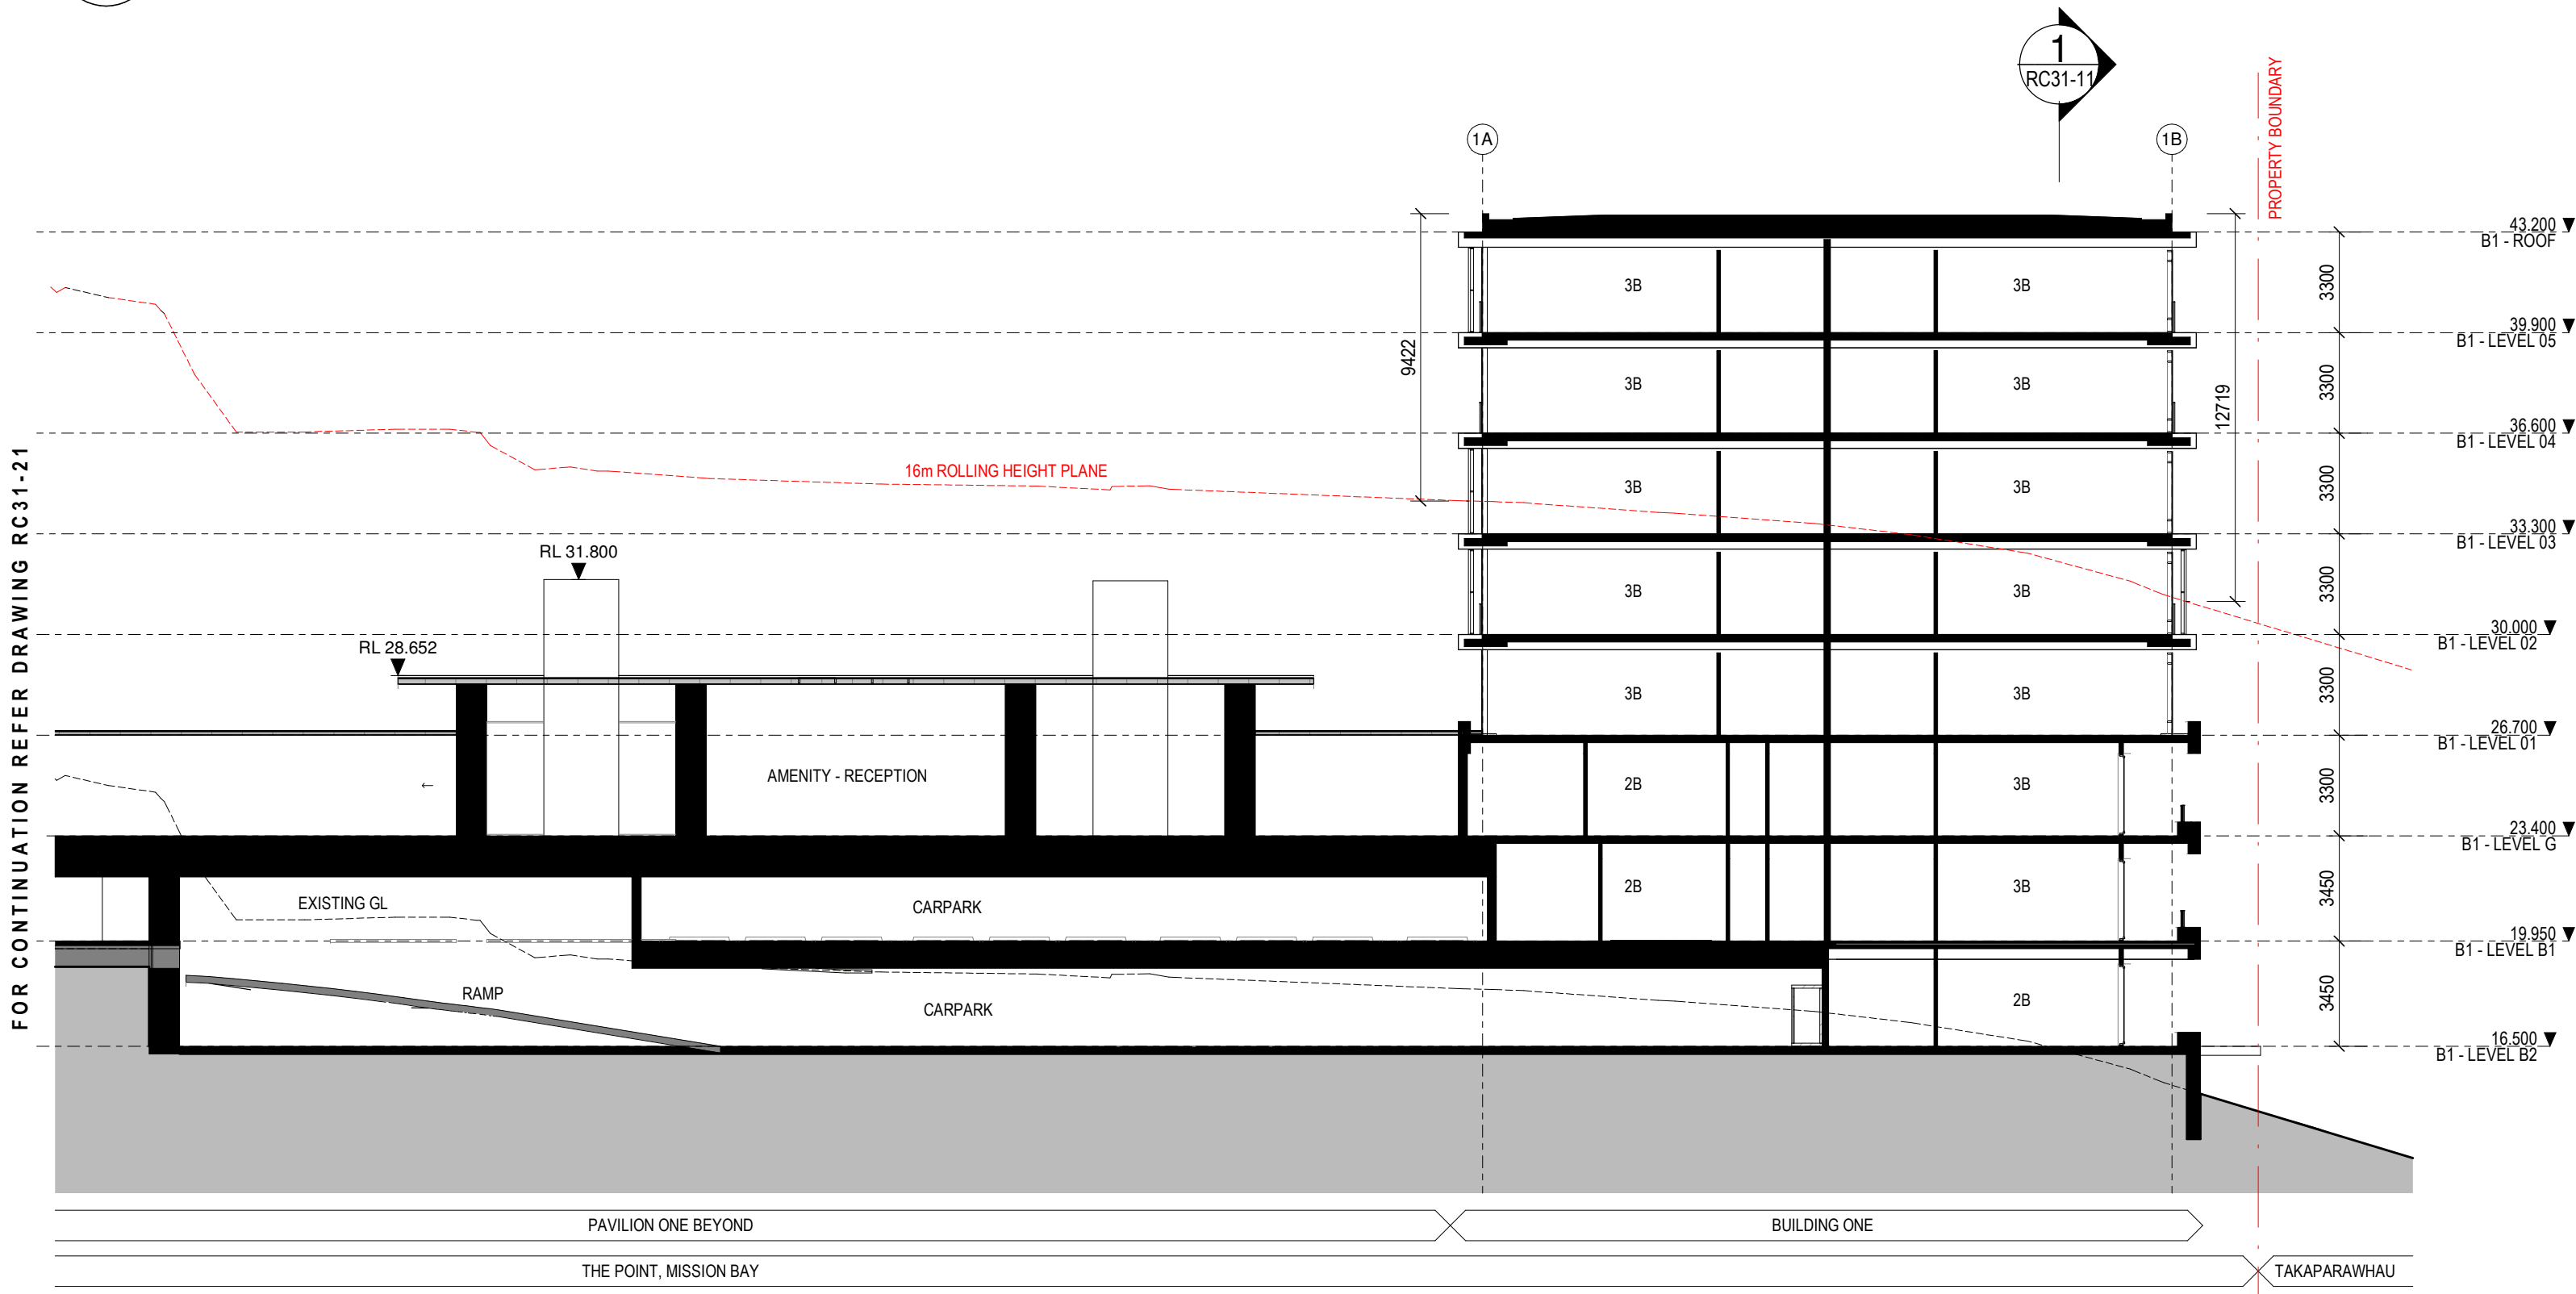 1
RC31-11
PROPERTY BOUNDARY
1A
1B
43.200
B1 - ROOF
3300
3B
3B
39.900
B1 - LEVEL 05
9422
3300
3B
3B
12719
36.600
B1 - LEVEL 04
16m ROLLING HEIGHT PLANE
3300
3B
3B
33.300
B1 - LEVEL 03
RL 31.800
3300
3B
3B
30.000
B1 - LEVEL 02
RL 28.652
3300
3B
3B
26.700
B1 - LEVEL 01
AMENITY - RECEPTION
3300
2B
3B
23.400
B1 - LEVEL G
EXISTING GL
CARPARK
3450
2B
3B
19.950
B1 - LEVEL B1
RAMP
CARPARK
3450
2B
16.500
B1 - LEVEL B2
FOR CONTINUATION REFER DRAWING RC31-21
PAVILION ONE BEYOND
BUILDING ONE
THE POINT, MISSION BAY
TAKAPARAWHAU